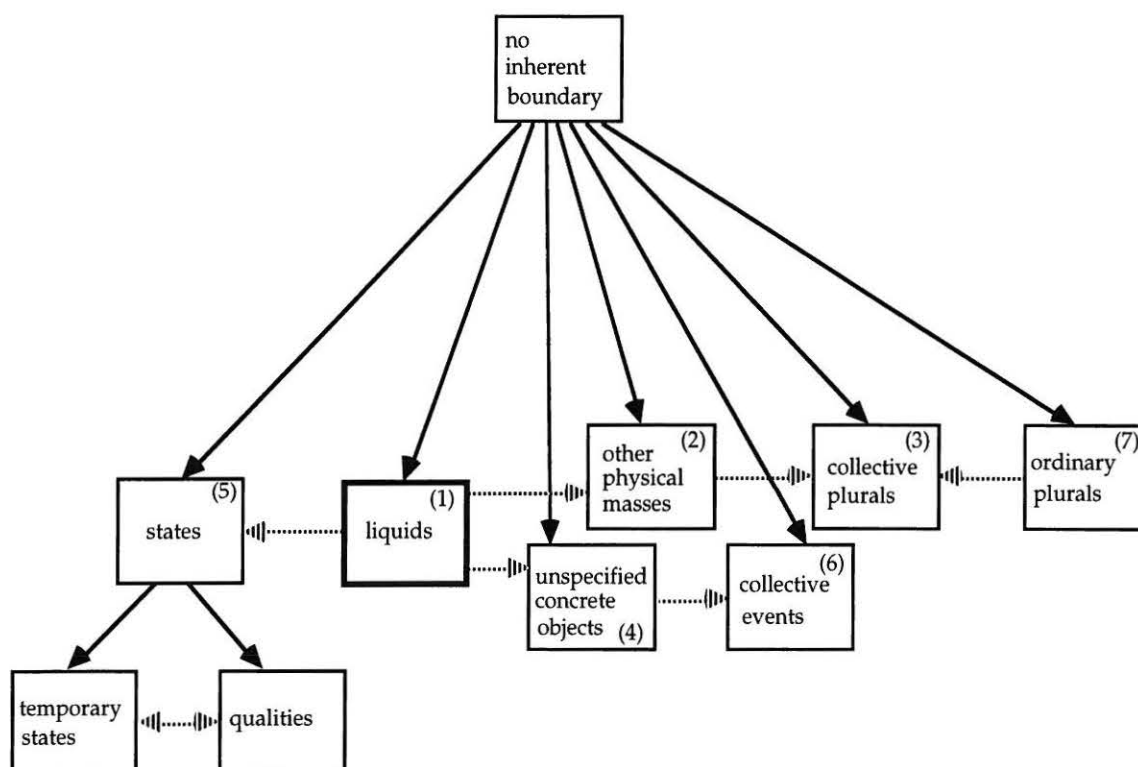 no
inherent
boundary
(5)
states
(1)
liquids
(2)
other
physical
masses
(3)
collective
plurals
(7)
ordinary
plurals
unspecified
concrete
objects (4)
(6)
collective
events
temporary
states
qualities